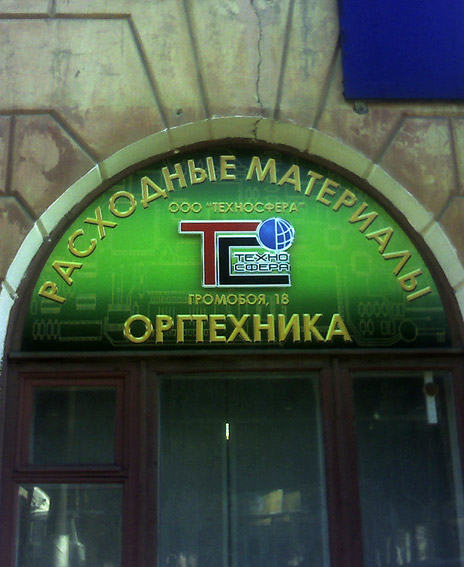 РАСХОДНЫЕ МАТЕРИАЛЫ
ООО "ТЕХНОСФЕРА"
ТС
ТЕХНО
СФЕРА
ГРОМОБОЯ, 18
ОРГТЕХНИКА